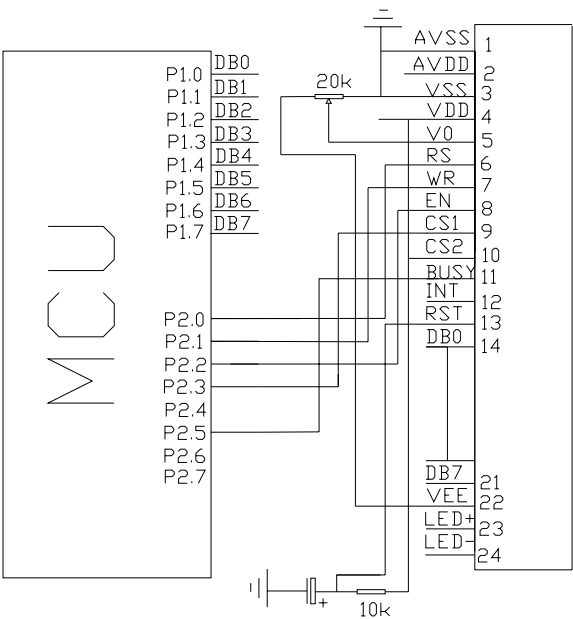 MCU
P1.0 DB0
P1.1 DB1
P1.2 DB2
P1.3 DB3
P1.4 DB4
P1.5 DB5
P1.6 DB6
P1.7 DB7
P2.0
P2.1
P2.2
P2.3
P2.4
P2.5
P2.6
P2.7
20k
10k
+
AVSS 1
AVDD 2
VSS 3
VDD 4
V0 5
RS 6
WR 7
EN 8
CS1 9
CS2 10
BUSY 11
INT 12
RST 13
DB0 14
DB7 21
VEE 22
LED+ 23
LED- 24